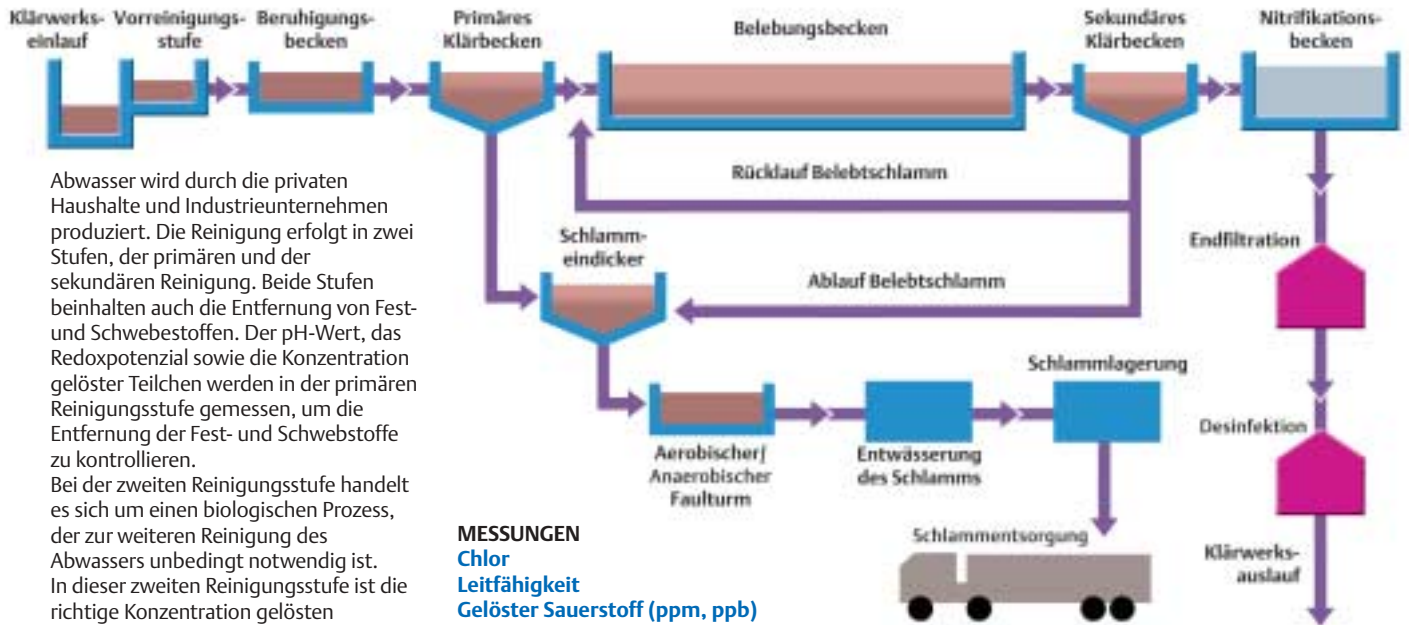 Klärwerks-
einlauf
Vorreinigungs-
stufe
Beruhigungs-
becken
Primäres
Klärbecken
Belebungsbecken
Sekundäres
Klärbecken
Nitrifikations-
becken
Rücklauf Belebtschlamm
Schlamm-
eindicker
Ablauf Belebtschlamm
Endfiltration
Schlammlagerung
Desinfektion
Aerobischer/
Anaerobischer
Faulturm
Entwässerung
des Schlamms
Schlammentsorgung
Klärwerks-
auslauf
Abwasser wird durch die privaten
Haushalte und Industrieunternehmen
produziert. Die Reinigung erfolgt in zwei
Stufen, der primären und der
sekundären Reinigung. Beide Stufen
beinhalten auch die Entfernung von Fest-
und Schwebestoffen. Der pH-Wert, das
Redoxpotenzial sowie die Konzentration
gelöster Teilchen werden in der primären
Reinigungsstufe gemessen, um die
Entfernung der Fest- und Schwebstoffe
zu kontrollieren.
Bei der zweiten Reinigungsstufe handelt
es sich um einen biologischen Prozess,
der zur weiteren Reinigung des
Abwassers unbedingt notwendig ist.
In dieser zweiten Reinigungsstufe ist die
richtige Konzentration gelösten
MESSUNGEN
Chlor
Leitfähigkeit
Gelöster Sauerstoff (ppm, ppb)